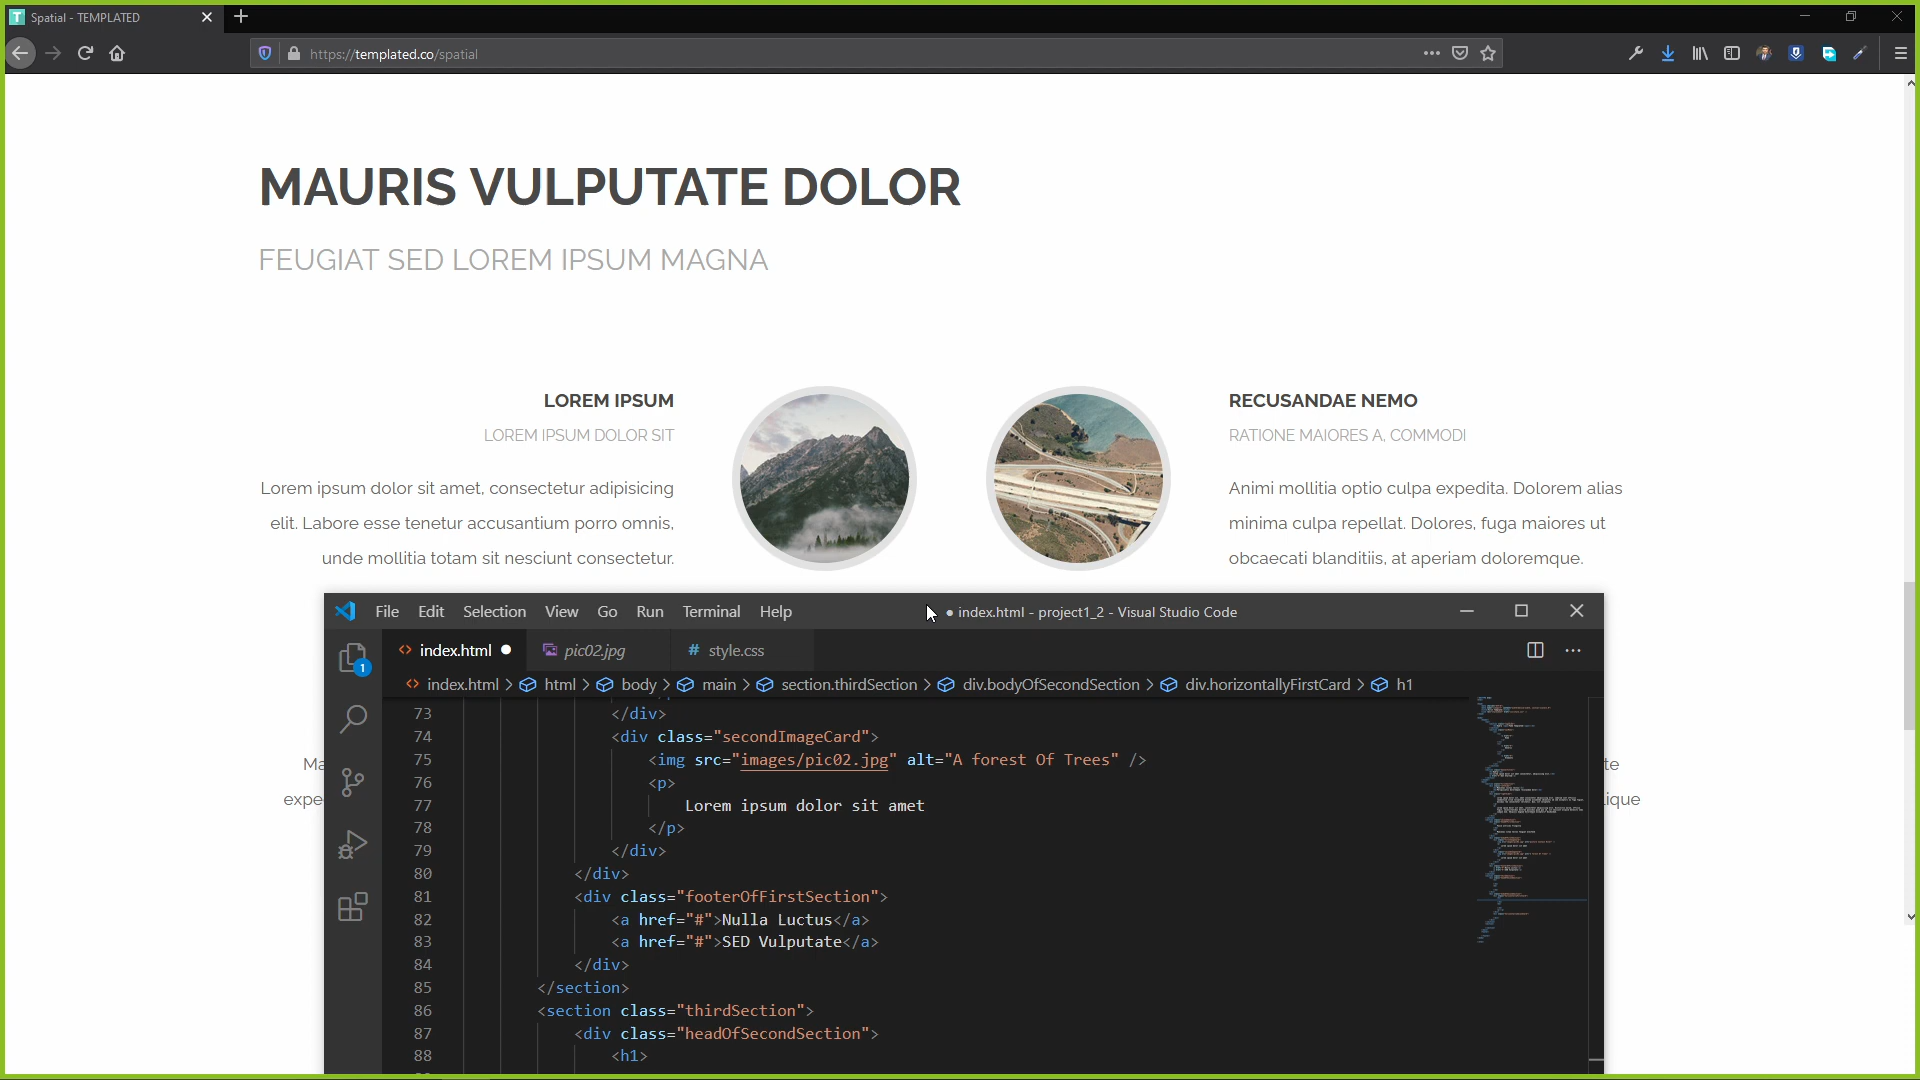 Spatial - TEMPLATED
https://templated.co/spatial
MAURIS VULPUTATE DOLOR
FEUGIAT SED LOREM IPSUM MAGNA
LOREM IPSUM
LOREM IPSUM DOLOR SIT
Lorem ipsum dolor sit amet, consectetur adipisicing
elit. Labore esse tenetur accusantium porro omnis,
unde mollitia totam sit nesciunt consectetur.
RECUSANDAE NEMO
RATIONE MAIORES A, COMMODI
Animi mollitia optio culpa expedita. Dolorem alias
minima culpa repellat. Dolores, fuga maiores ut
obcaecati blanditiis, at aperiam doloremque.
File Edit Selection View Go Run Terminal Help
● index.html - project1_2 - Visual Studio Code
index.html ● pic02.jpg # style.css
1
index.html > html > body > main > section.thirdSection > div.bodyOfSecondSection > div.horizontallyFirstCard > h1
73 </div>
74 <div class="secondImageCard">
75 <img src="images/pic02.jpg" alt="A forest Of Trees" />
76 <p>
77 Lorem ipsum dolor sit amet
78 </p>
79 </div>
80 </div>
81 <div class="footerOfFirstSection">
82 <a href="#">Nulla Luctus</a>
83 <a href="#">SED Vulputate</a>
84 </div>
85 </section>
86 <section class="thirdSection">
87 <div class="headOfSecondSection">
88 <h1>